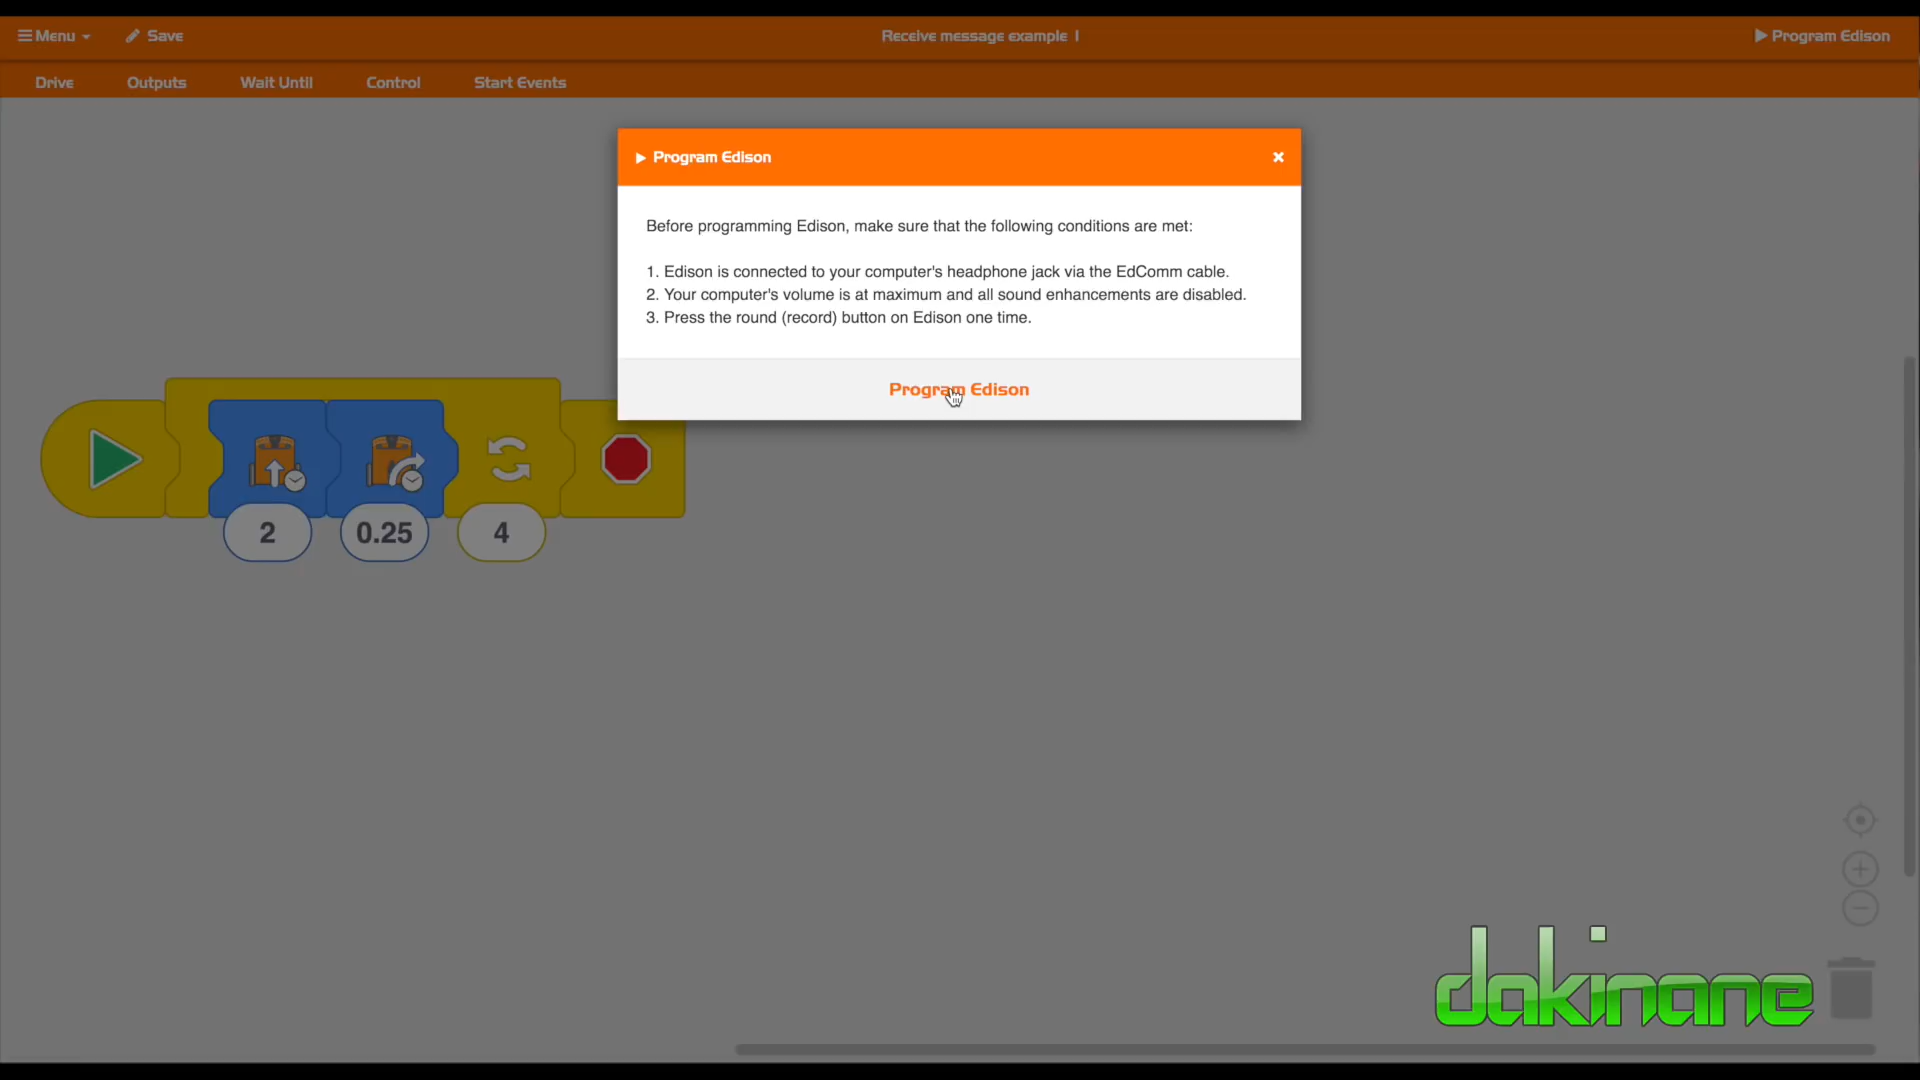 Menu
Save
Receive message example 1
Program Edison
Drive
Outputs
Wait Until
Control
Start Events
Program Edison
Before programming Edison, make sure that the following conditions are met:
1. Edison is connected to your computer's headphone jack via the EdComm cable.
2. Your computer's volume is at maximum and all sound enhancements are disabled.
3. Press the round (record) button on Edison one time.
Program Edison
2
0.25
4
dakinane